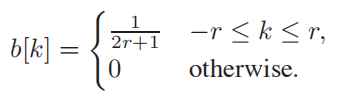 b[k] = { 1/(2r+1)  −r ≤ k ≤ r,
0  otherwise.